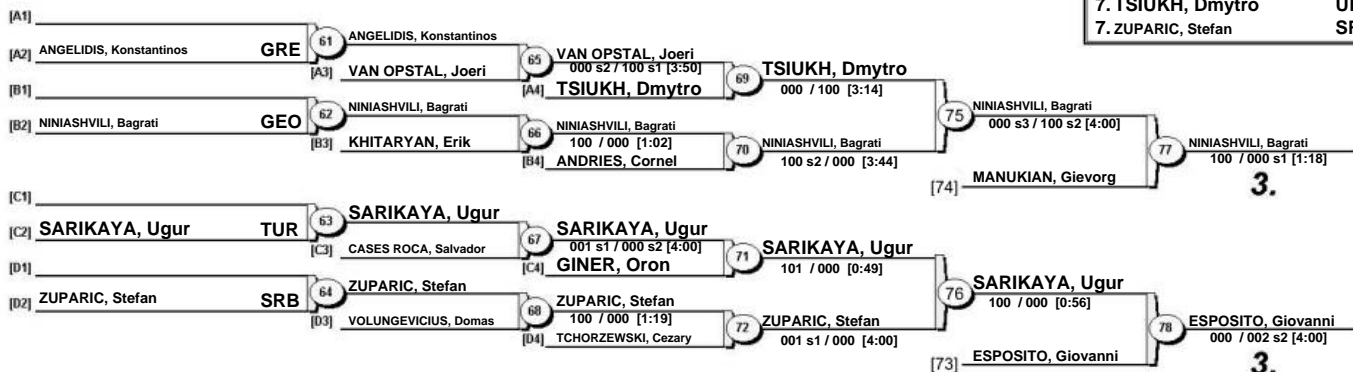 [A1]
7. TSIUKH, Dmytro
7. ZUPARIC, Stefan
61
ANGELIDIS, Konstantinos
[A2] ANGELIDIS, Konstantinos GRE
65
VAN OPSTAL, Joeri
000 s2 / 100 s1 [3:50]
[A3] VAN OPSTAL, Joeri
69
TSIUKH, Dmytro
000 / 100 [3:14]
[A4] TSIUKH, Dmytro
[B1]
62
NINIASHVILI, Bagrati
75
NINIASHVILI, Bagrati
000 s3 / 100 s2 [4:00]
[B2] NINIASHVILI, Bagrati GEO
66
NINIASHVILI, Bagrati
100 / 000 [1:02]
[B3] KHITARYAN, Erik
70
NINIASHVILI, Bagrati
100 s2 / 000 [3:44]
[B4] ANDRIES, Cornel
77
NINIASHVILI, Bagrati
100 / 000 s1 [1:18]
3.
[74] MANUKIAN, Gievorg
[C1]
63
SARIKAYA, Ugur
[C2] SARIKAYA, Ugur TUR
67
SARIKAYA, Ugur
001 s1 / 000 s2 [4:00]
[C3] CASES ROCA, Salvador
71
SARIKAYA, Ugur
101 / 000 [0:49]
[C4] GINER, Oron
[D1]
64
ZUPARIC, Stefan
76
SARIKAYA, Ugur
100 / 000 [0:56]
[D2] ZUPARIC, Stefan SRB
68
ZUPARIC, Stefan
100 / 000 [1:19]
[D3] VOLUNGEVICIUS, Domas
72
ZUPARIC, Stefan
001 s1 / 000 [4:00]
[D4] TCHORZEWSKI, Cezary
78
ESPOSITO, Giovanni
000 / 002 s2 [4:00]
[73] ESPOSITO, Giovanni
3.